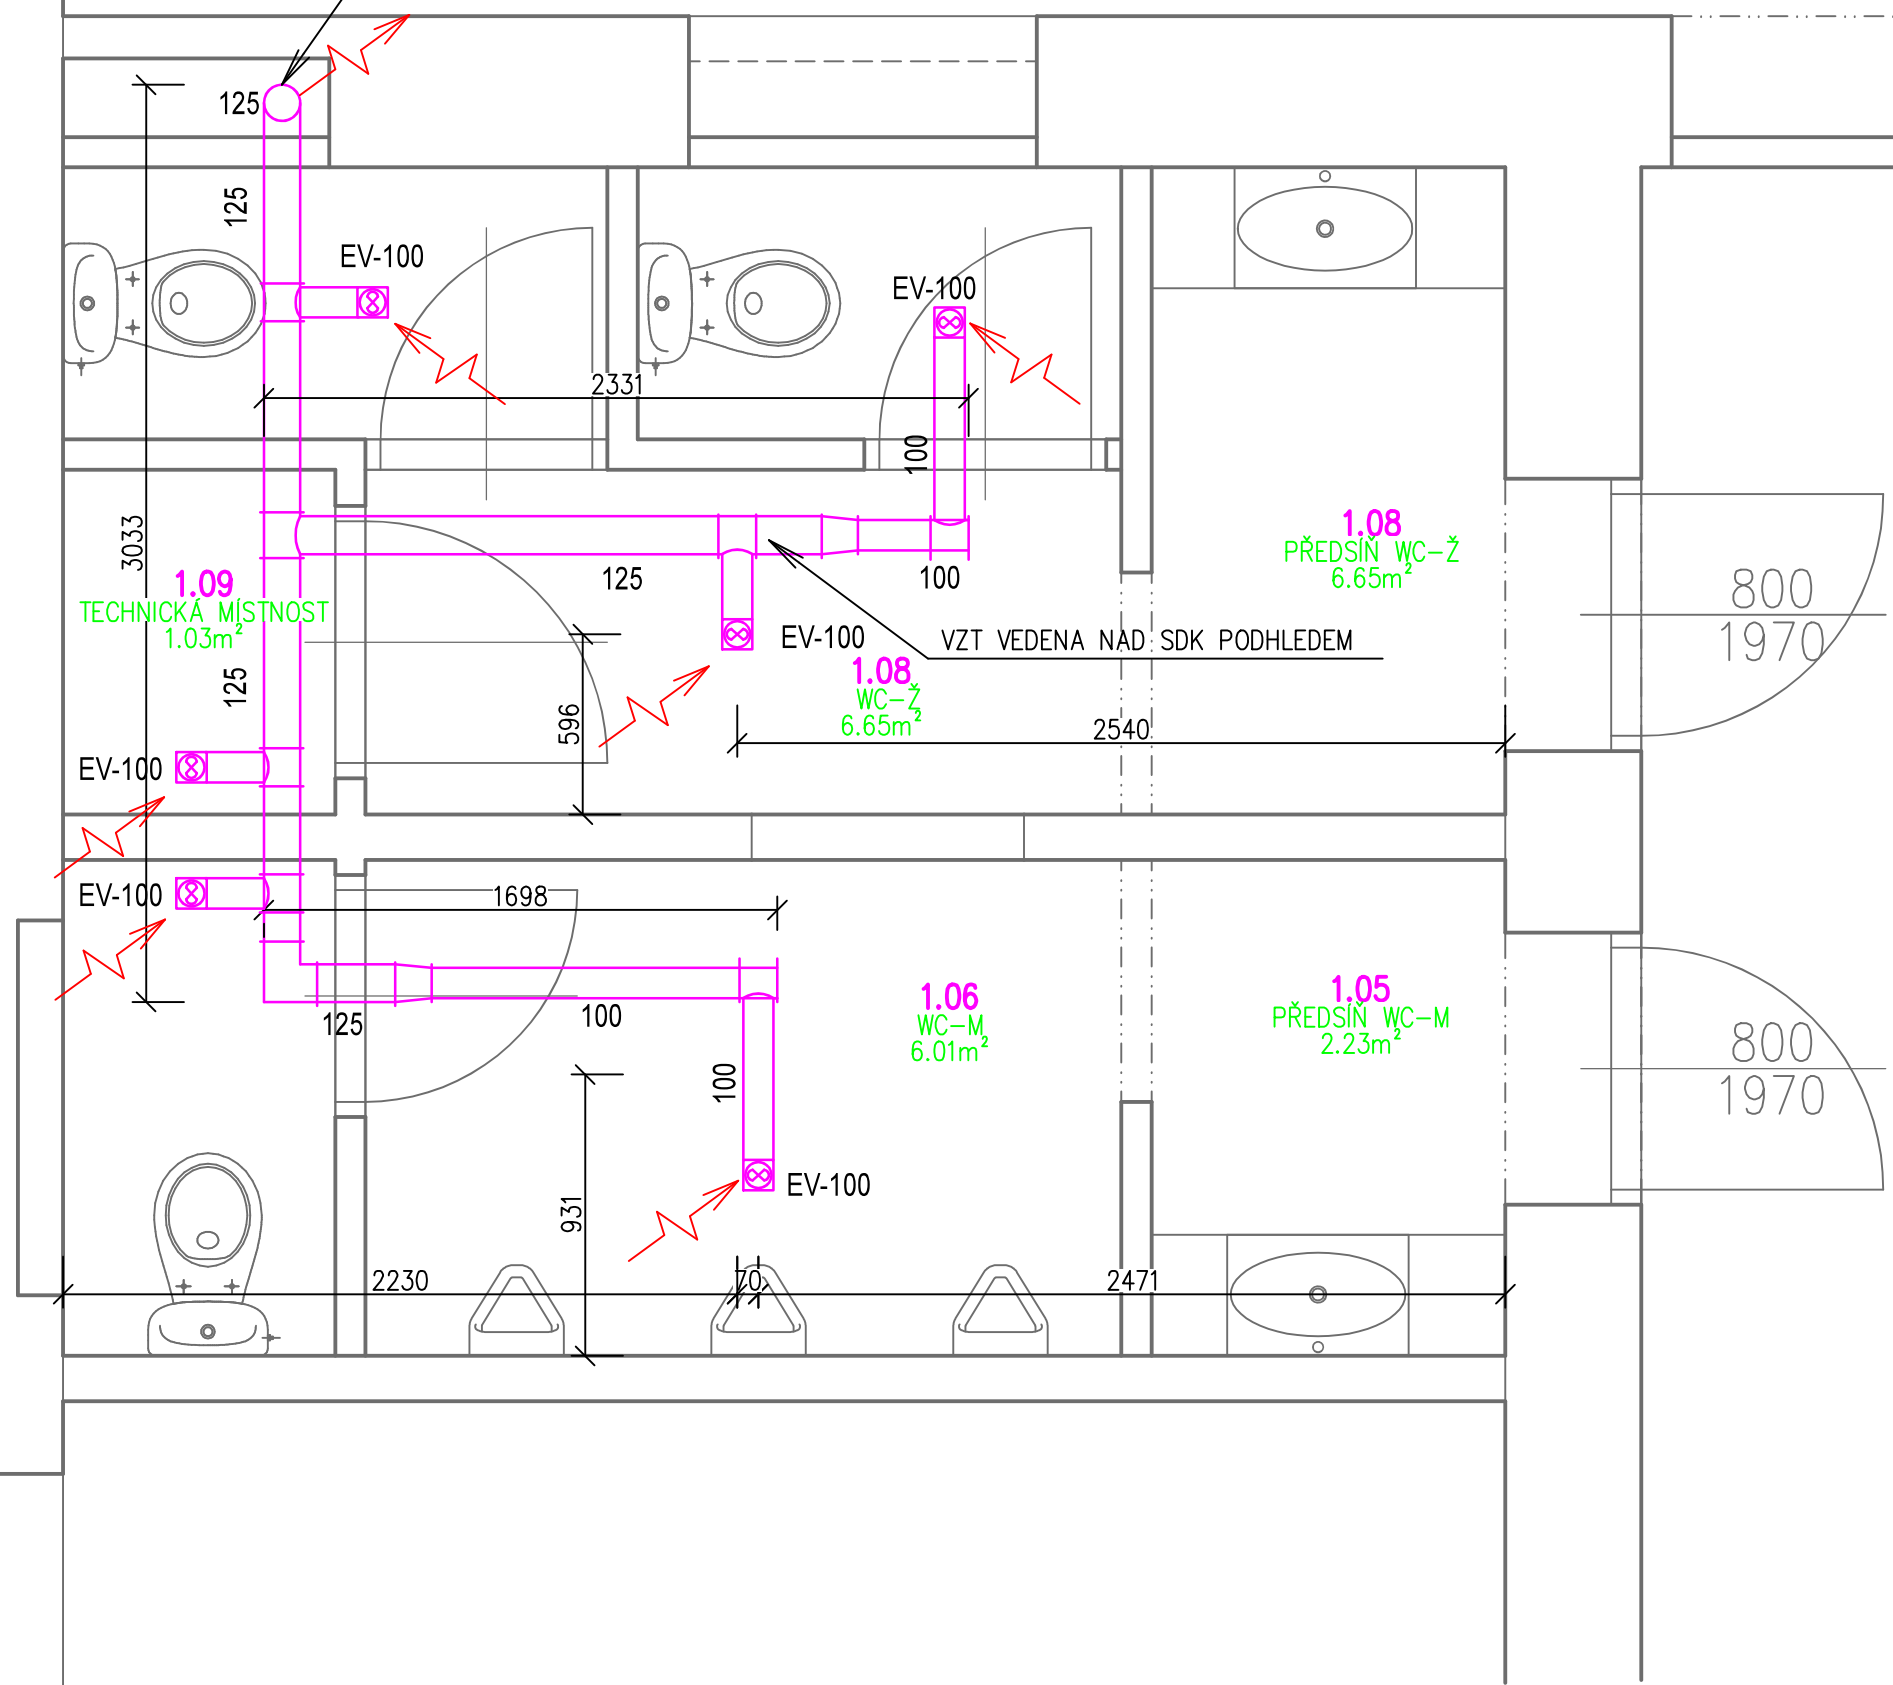 125
125
EV-100
EV-100
2331
100
3033
1.09
TECHNICKÁ MÍSTNOST
1.03m²
125
100
1.08
PŘEDSÍŇ WC-Ž
6.65m²
800
1970
EV-100
VZT VEDENA NAD SDK PODHLEDEM
1.08
WC-Ž
6.65m²
125
596
2540
EV-100
EV-100
1698
125
100
1.06
WC-M
6.01m²
1.05
PŘEDSÍŇ WC-M
2.23m²
800
1970
100
EV-100
931
2230
70
2471